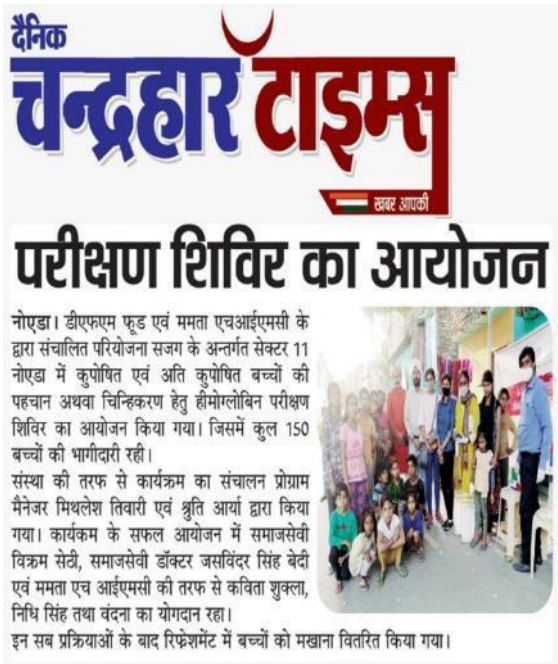 दैनिक
चन्द्रहार टाइम्स
खबर आपकी
परीक्षण शिविर का आयोजन
नोएडा। डीएफएम फूड एवं ममता एचआईएमसी के
द्वारा संचालित परियोजना सजग के अन्तर्गत सेक्टर 11
नोएडा में कुपोषित एवं अति कुपोषित बच्चों की
पहचान अथवा चिन्हिकरण हेतु हीमोग्लोबिन परीक्षण
शिविर का आयोजन किया गया। जिसमें कुल 150
बच्चों की भागीदारी रही।
संस्था की तरफ से कार्यक्रम का संचालन प्रोग्राम
मैनेजर मिथलेश तिवारी एवं श्रुति आर्या द्वारा किया
गया। कार्यकम के सफल आयोजन में समाजसेवी
विक्रम सेठी, समाजसेवी डॉक्टर जसविंदर सिंह बेदी
एवं ममता एच आईएमसी की तरफ से कविता शुक्ला,
निधि सिंह तथा वंदना का योगदान रहा।
इन सब प्रक्रियाओं के बाद रिफ्रेशमेंट में बच्चों को मखाना वितरित किया गया।